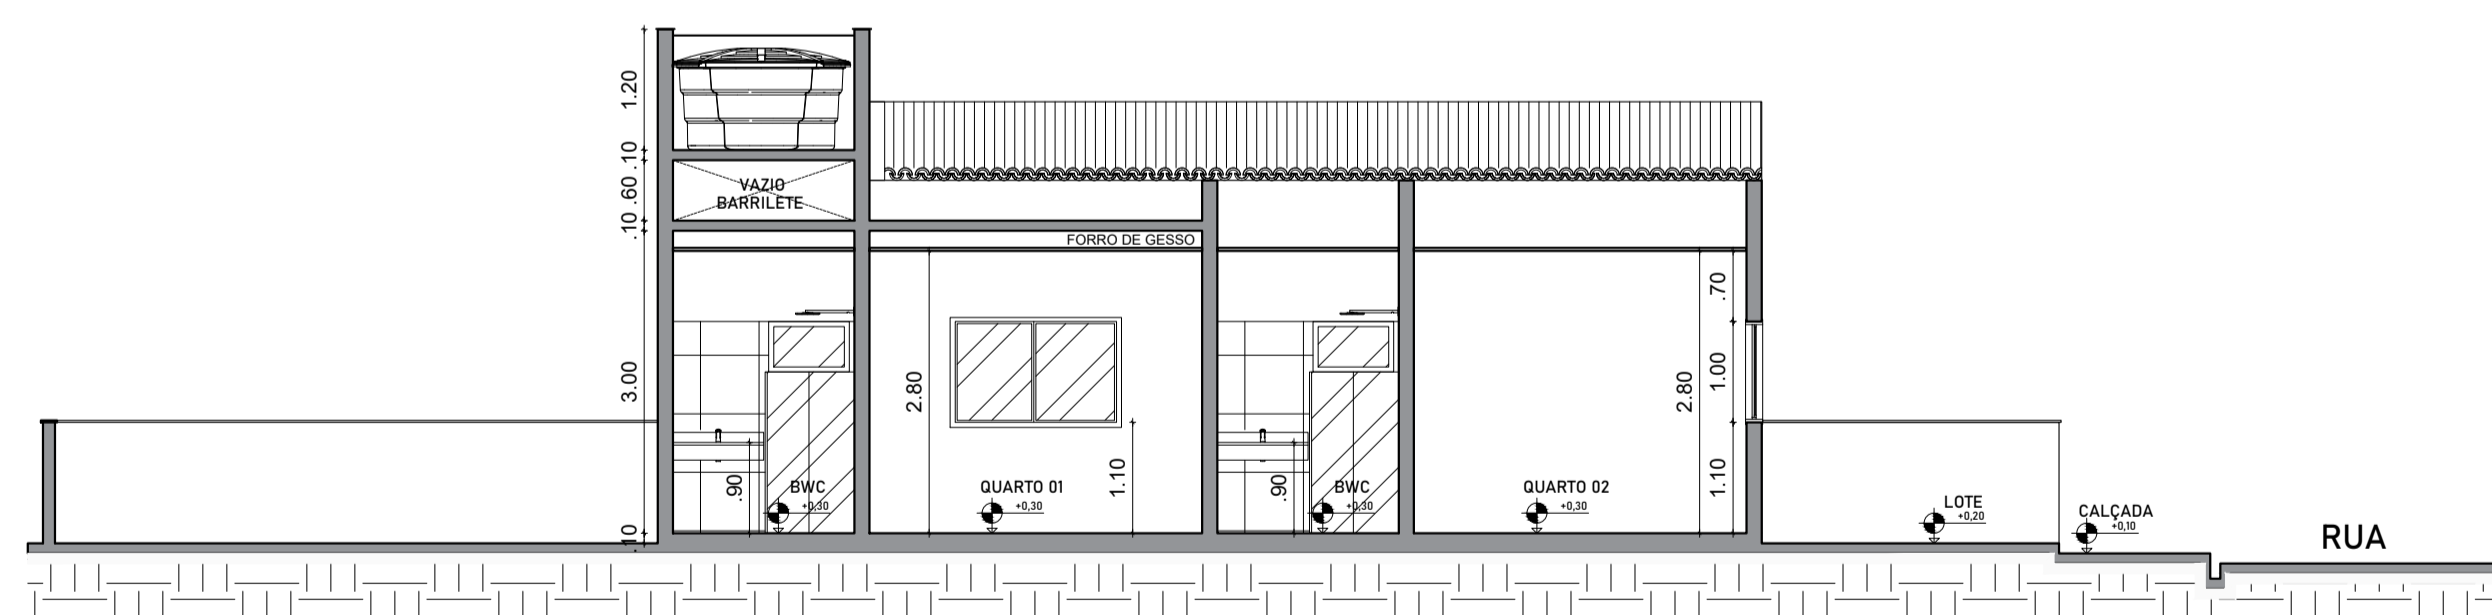 1.20
.10
.60
.10
3.00
.10
VAZIO
BARRILETE
FORRO DE GESSO
.90
BWC
+0,30
2.80
QUARTO 01
+0,30
1.10
.90
BWC
+0,30
QUARTO 02
+0,30
2.80
.70
1.00
1.10
LOTE
+0,20
CALÇADA
+0,10
RUA